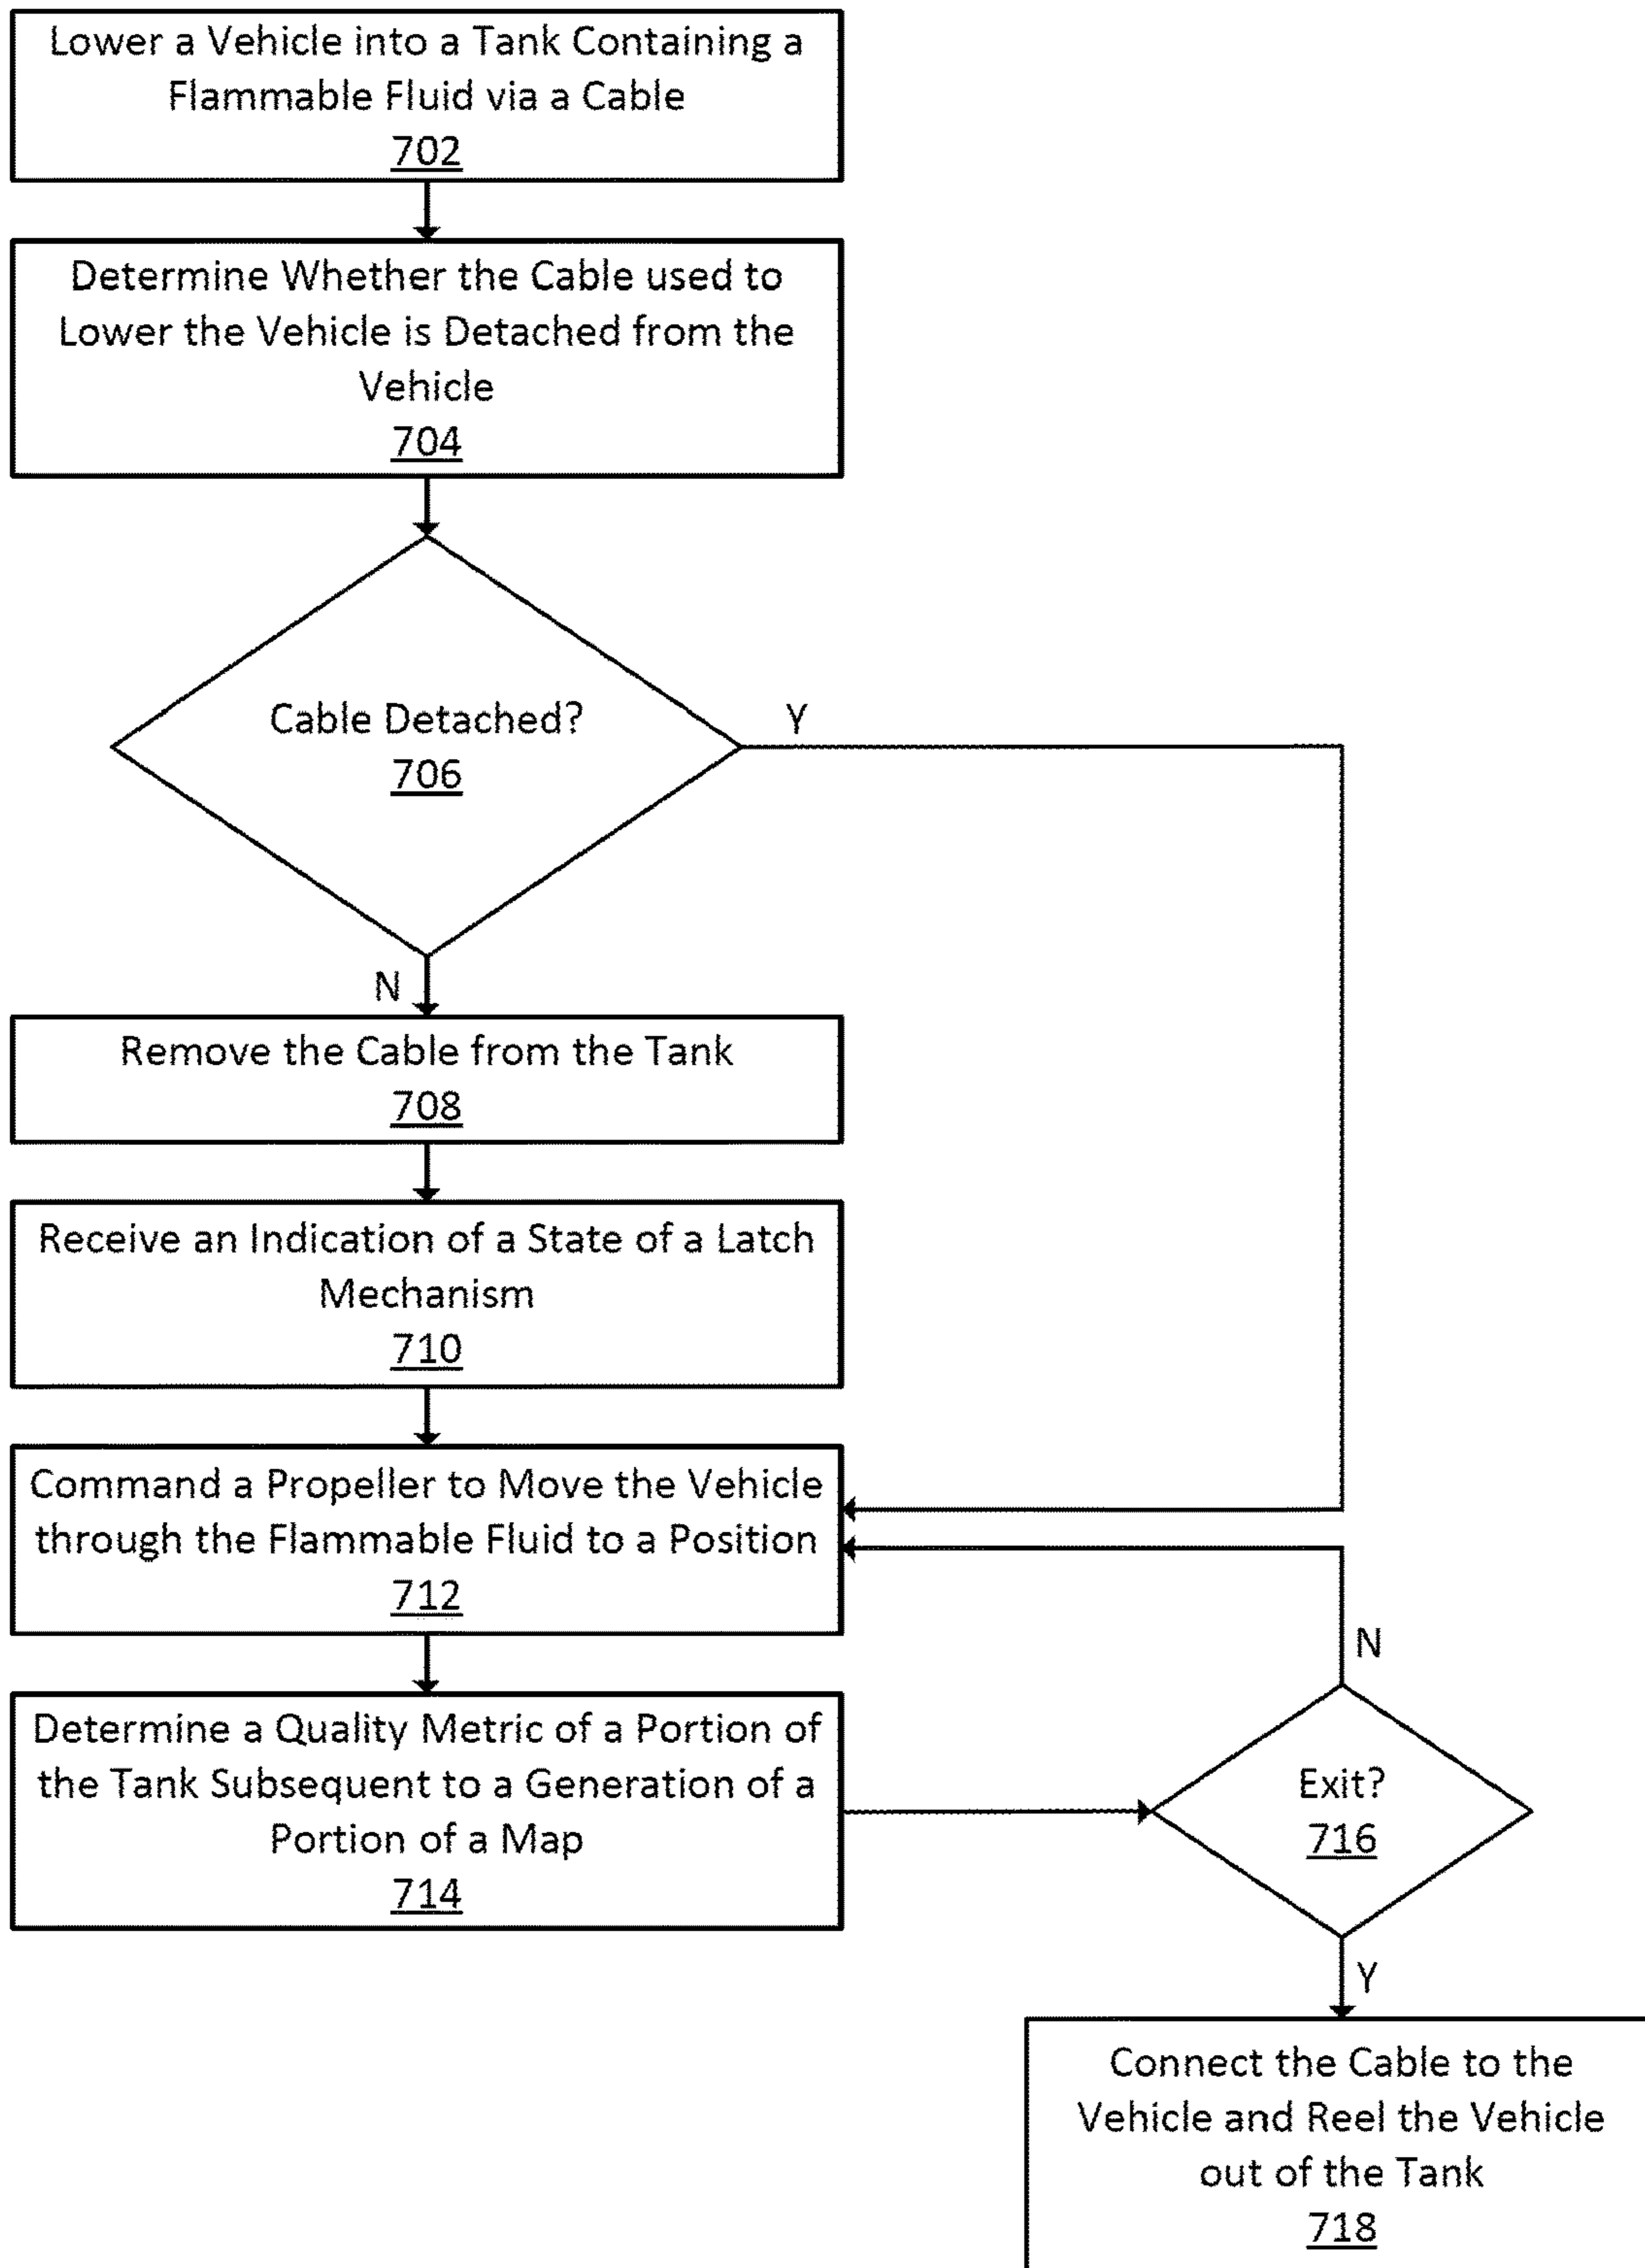 Lower a Vehicle into a Tank Containing a
Flammable Fluid via a Cable
702
Determine Whether the Cable used to
Lower the Vehicle is Detached from the
Vehicle
704
Cable Detached?
706
Y
N
Remove the Cable from the Tank
708
Receive an Indication of a State of a Latch
Mechanism
710
Command a Propeller to Move the Vehicle
through the Flammable Fluid to a Position
712
Determine a Quality Metric of a Portion of
the Tank Subsequent to a Generation of a
Portion of a Map
714
N
Exit?
716
Y
Connect the Cable to the
Vehicle and Reel the Vehicle
out of the Tank
718